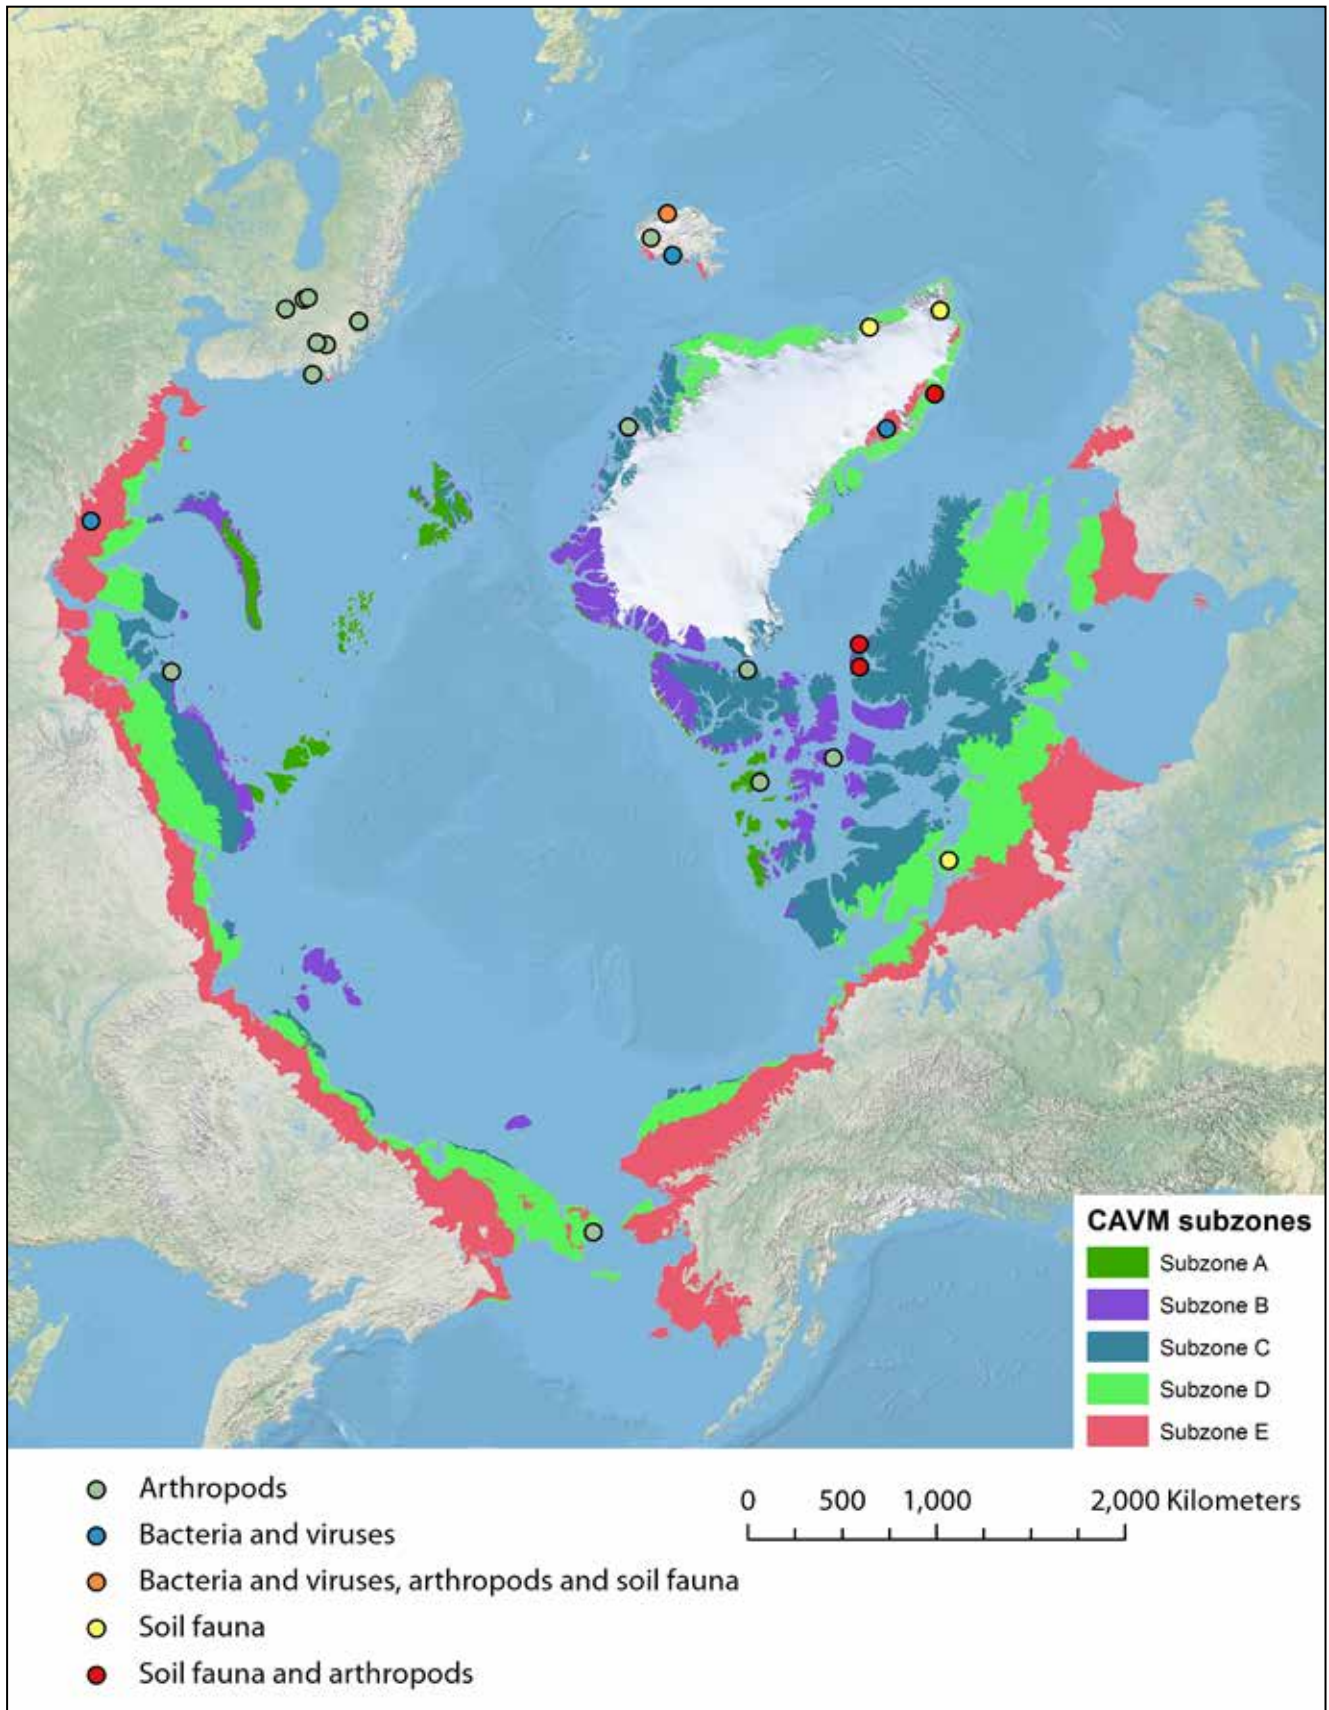 CAVM subzones
Subzone A
Subzone B
Subzone C
Subzone D
Subzone E
Arthropods
Bacteria and viruses
Bacteria and viruses, arthropods and soil fauna
Soil fauna
Soil fauna and arthropods
0 500 1,000 2,000 Kilometers